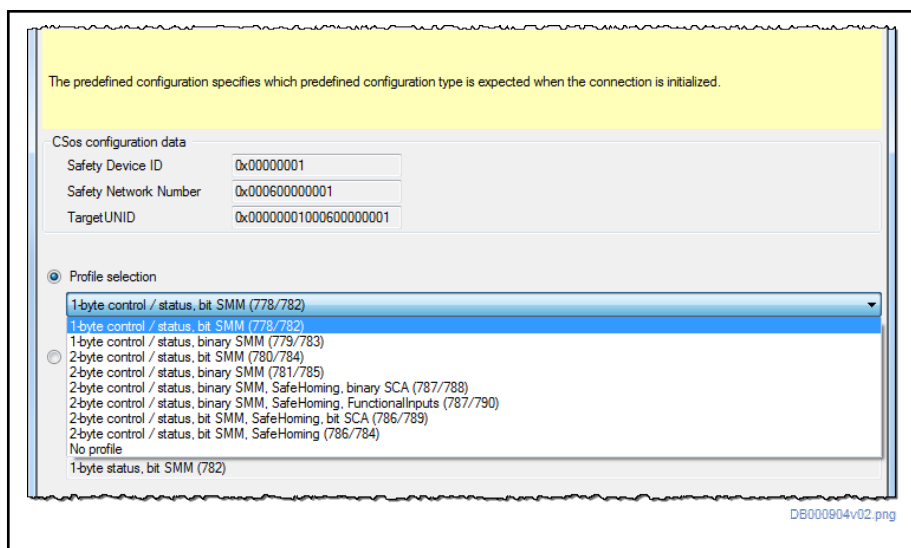 The predefined configuration specifies which predefined configuration type is expected when the connection is initialized.
CSos configuration data
Safety Device ID 0x00000001
Safety Network Number 0x000600000001
TargetUNID 0x00000001000600000001
Profile selection
1-byte control / status, bit SMM (778/782)
1-byte control / status, bit SMM (778/782)
1-byte control / status, binary SMM (779/783)
2-byte control / status, bit SMM (780/784)
2-byte control / status, binary SMM (781/785)
2-byte control / status, binary SMM, SafeHoming, binary SCA (787/788)
2-byte control / status, binary SMM, SafeHoming, FunctionalInputs (787/790)
2-byte control / status, bit SMM, SafeHoming, bit SCA (786/789)
2-byte control / status, bit SMM, SafeHoming (786/784)
No profile
1-byte status, bit SMM (782)
DB000904v02.png